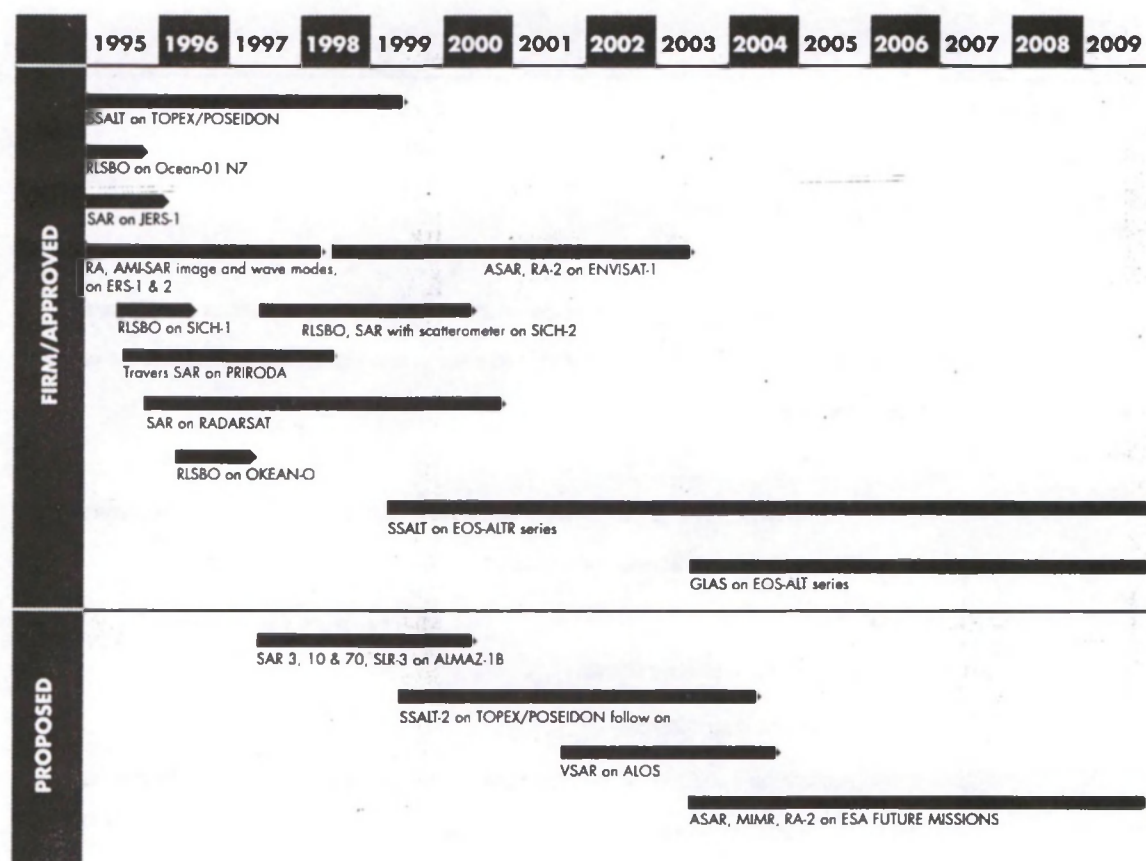 1995 1996 1997 1998 1999 2000 2001 2002 2003 2004 2005 2006 2007 2008 2009
FIRM/APPROVED
SSALT on TOPEX/POSEIDON
RLSBO on Ocean-01 N7
SAR on JERS-1
RA, AMI-SAR image and wave modes,
on ERS-1 & 2
ASAR, RA-2 on ENVISAT-1
RLSBO on SICH-1
RLSBO, SAR with scatterometer on SICH-2
Travers SAR on PRIRODA
SAR on RADARSAT
RLSBO on OKEAN-O
SSALT on EOS-ALTR series
GLAS on EOS-ALT series
PROPOSED
SAR 3, 10 & 70, SLR-3 on ALMAZ-1B
SSALT-2 on TOPEX/POSEIDON follow on
VSAR on ALOS
ASAR, MIMR, RA-2 on ESA FUTURE MISSIONS